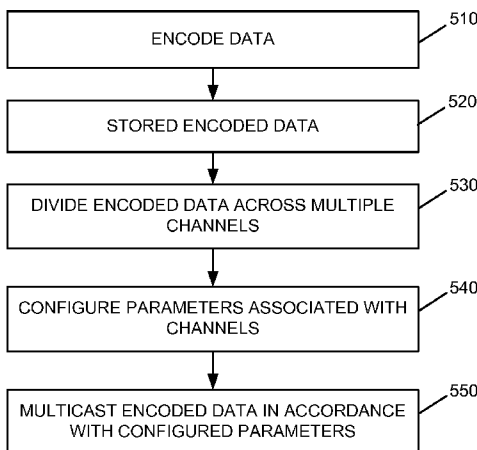 510
ENCODE DATA
520
STORED ENCODED DATA
530
DIVIDE ENCODED DATA ACROSS MULTIPLE
CHANNELS
540
CONFIGURE PARAMETERS ASSOCIATED WITH
CHANNELS
550
MULTICAST ENCODED DATA IN ACCORDANCE
WITH CONFIGURED PARAMETERS